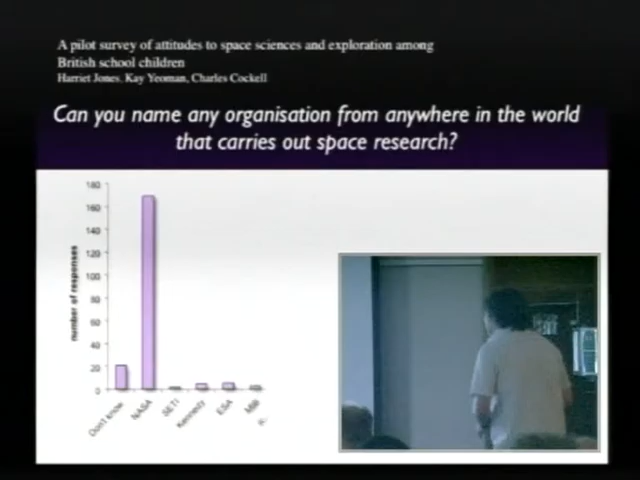 A pilot survey of attitudes to space sciences and exploration among
British school children
Harriet Jones, Kay Yeoman, Charles Cockell
Can you name any organisation from anywhere in the world
that carries out space research?
number of responses
180
160
140
120
100
80
60
40
20
0
Don't know
NASA
SETI
Kennedy
ESA